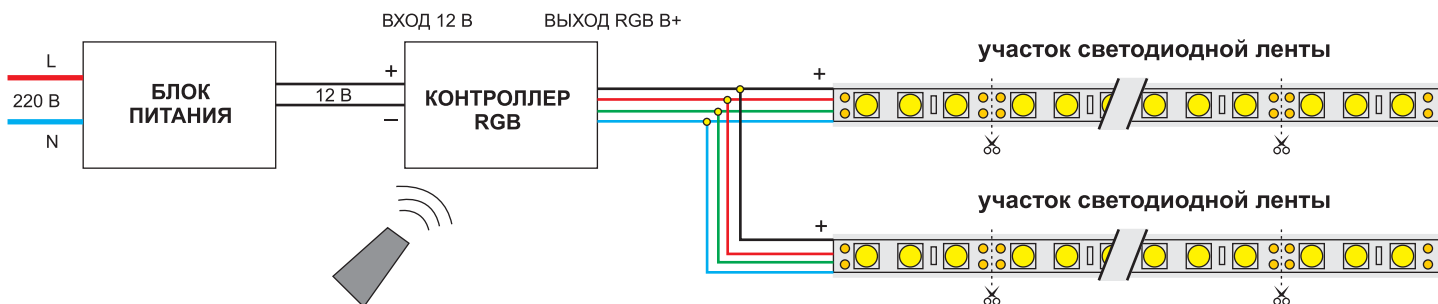 ВХОД 12 В
ВЫХОД RGB B+
L
220 В
N
БЛОК
ПИТАНИЯ
12 В
+
–
КОНТРОЛЛЕР
RGB
+
участок светодиодной ленты
+
участок светодиодной ленты